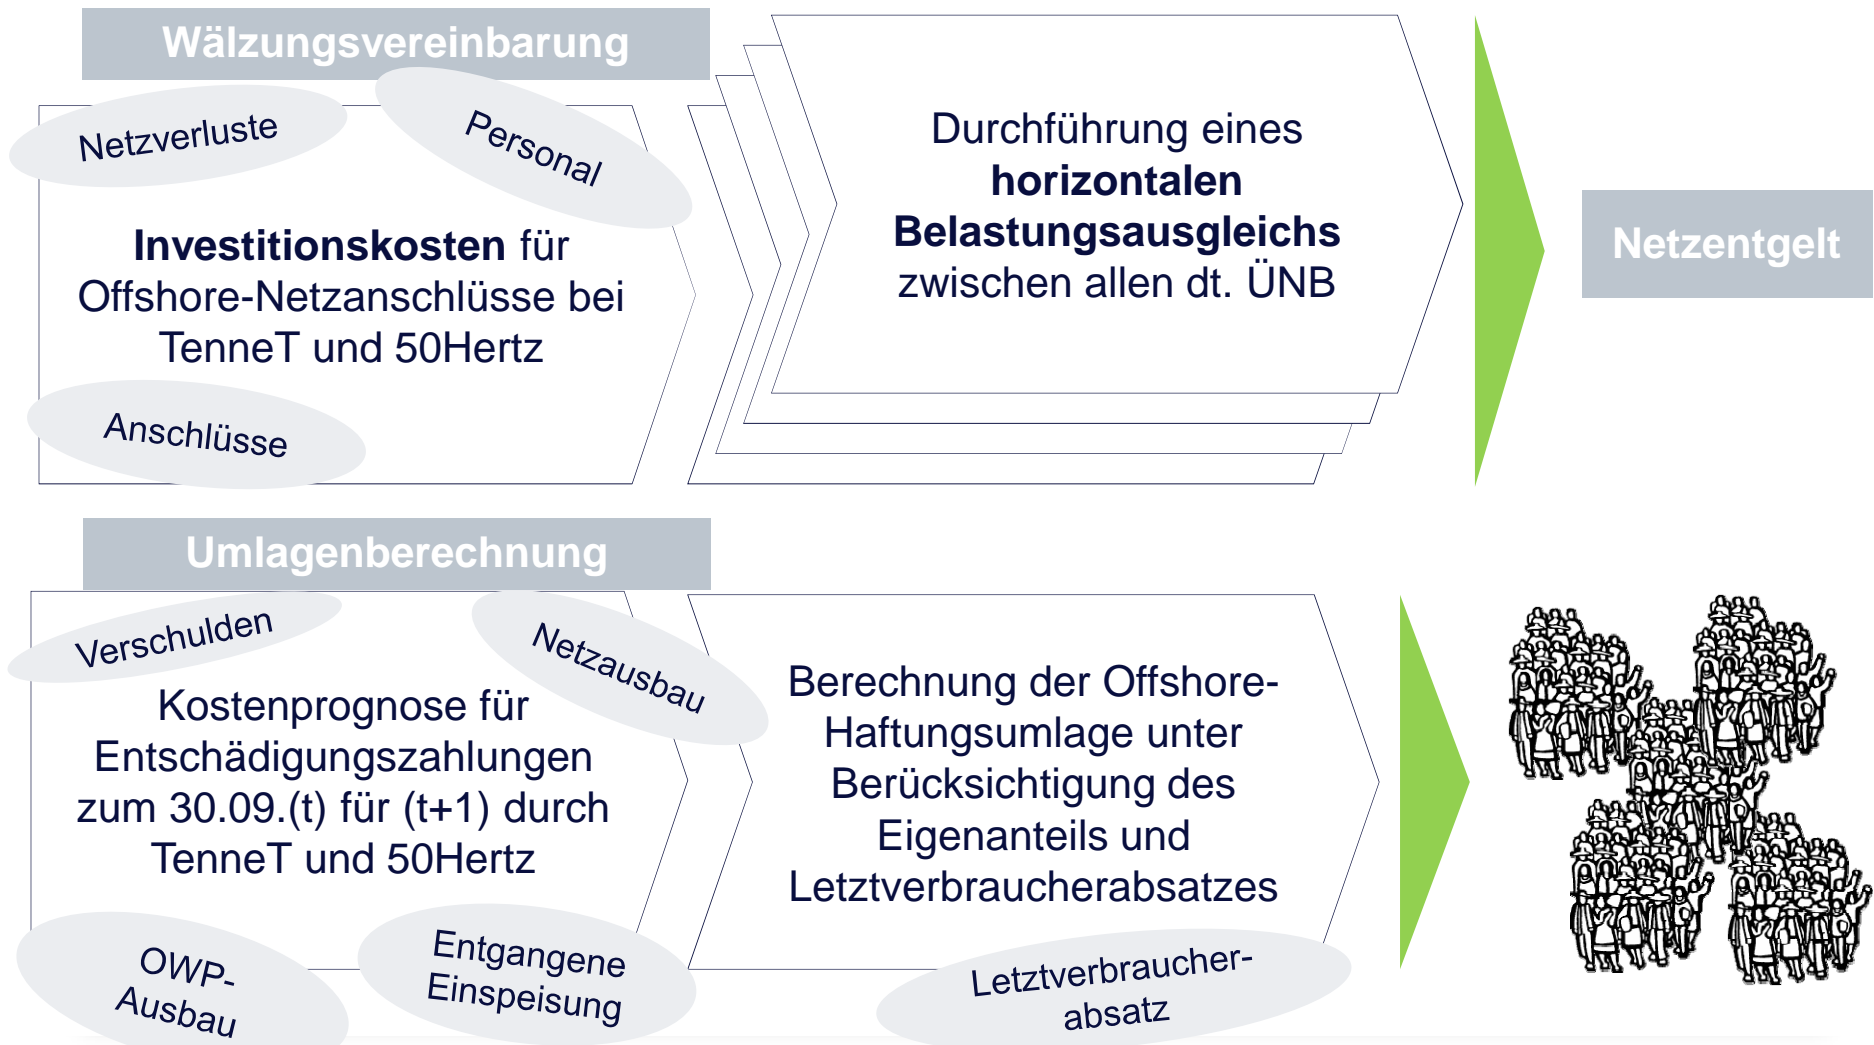 Wälzungsvereinbarung
Netzverluste
Personal
Investitionskosten für
Offshore-Netzanschlüsse bei
TenneT und 50Hertz
Anschlüsse
Durchführung eines
horizontalen
Belastungsausgleichs
zwischen allen dt. ÜNB
Netzentgelt
Umlagenberechnung
Verschulden
Netzausbau
Kostenprognose für
Entschädigungszahlungen
zum 30.09.(t) für (t+1) durch
TenneT und 50Hertz
OWP-
Ausbau
Entgangene
Einspeisung
Berechnung der Offshore-
Haftungsumlage unter
Berücksichtigung des
Eigenanteils und
Letztverbraucherabsatzes
Letztverbraucher-
absatz